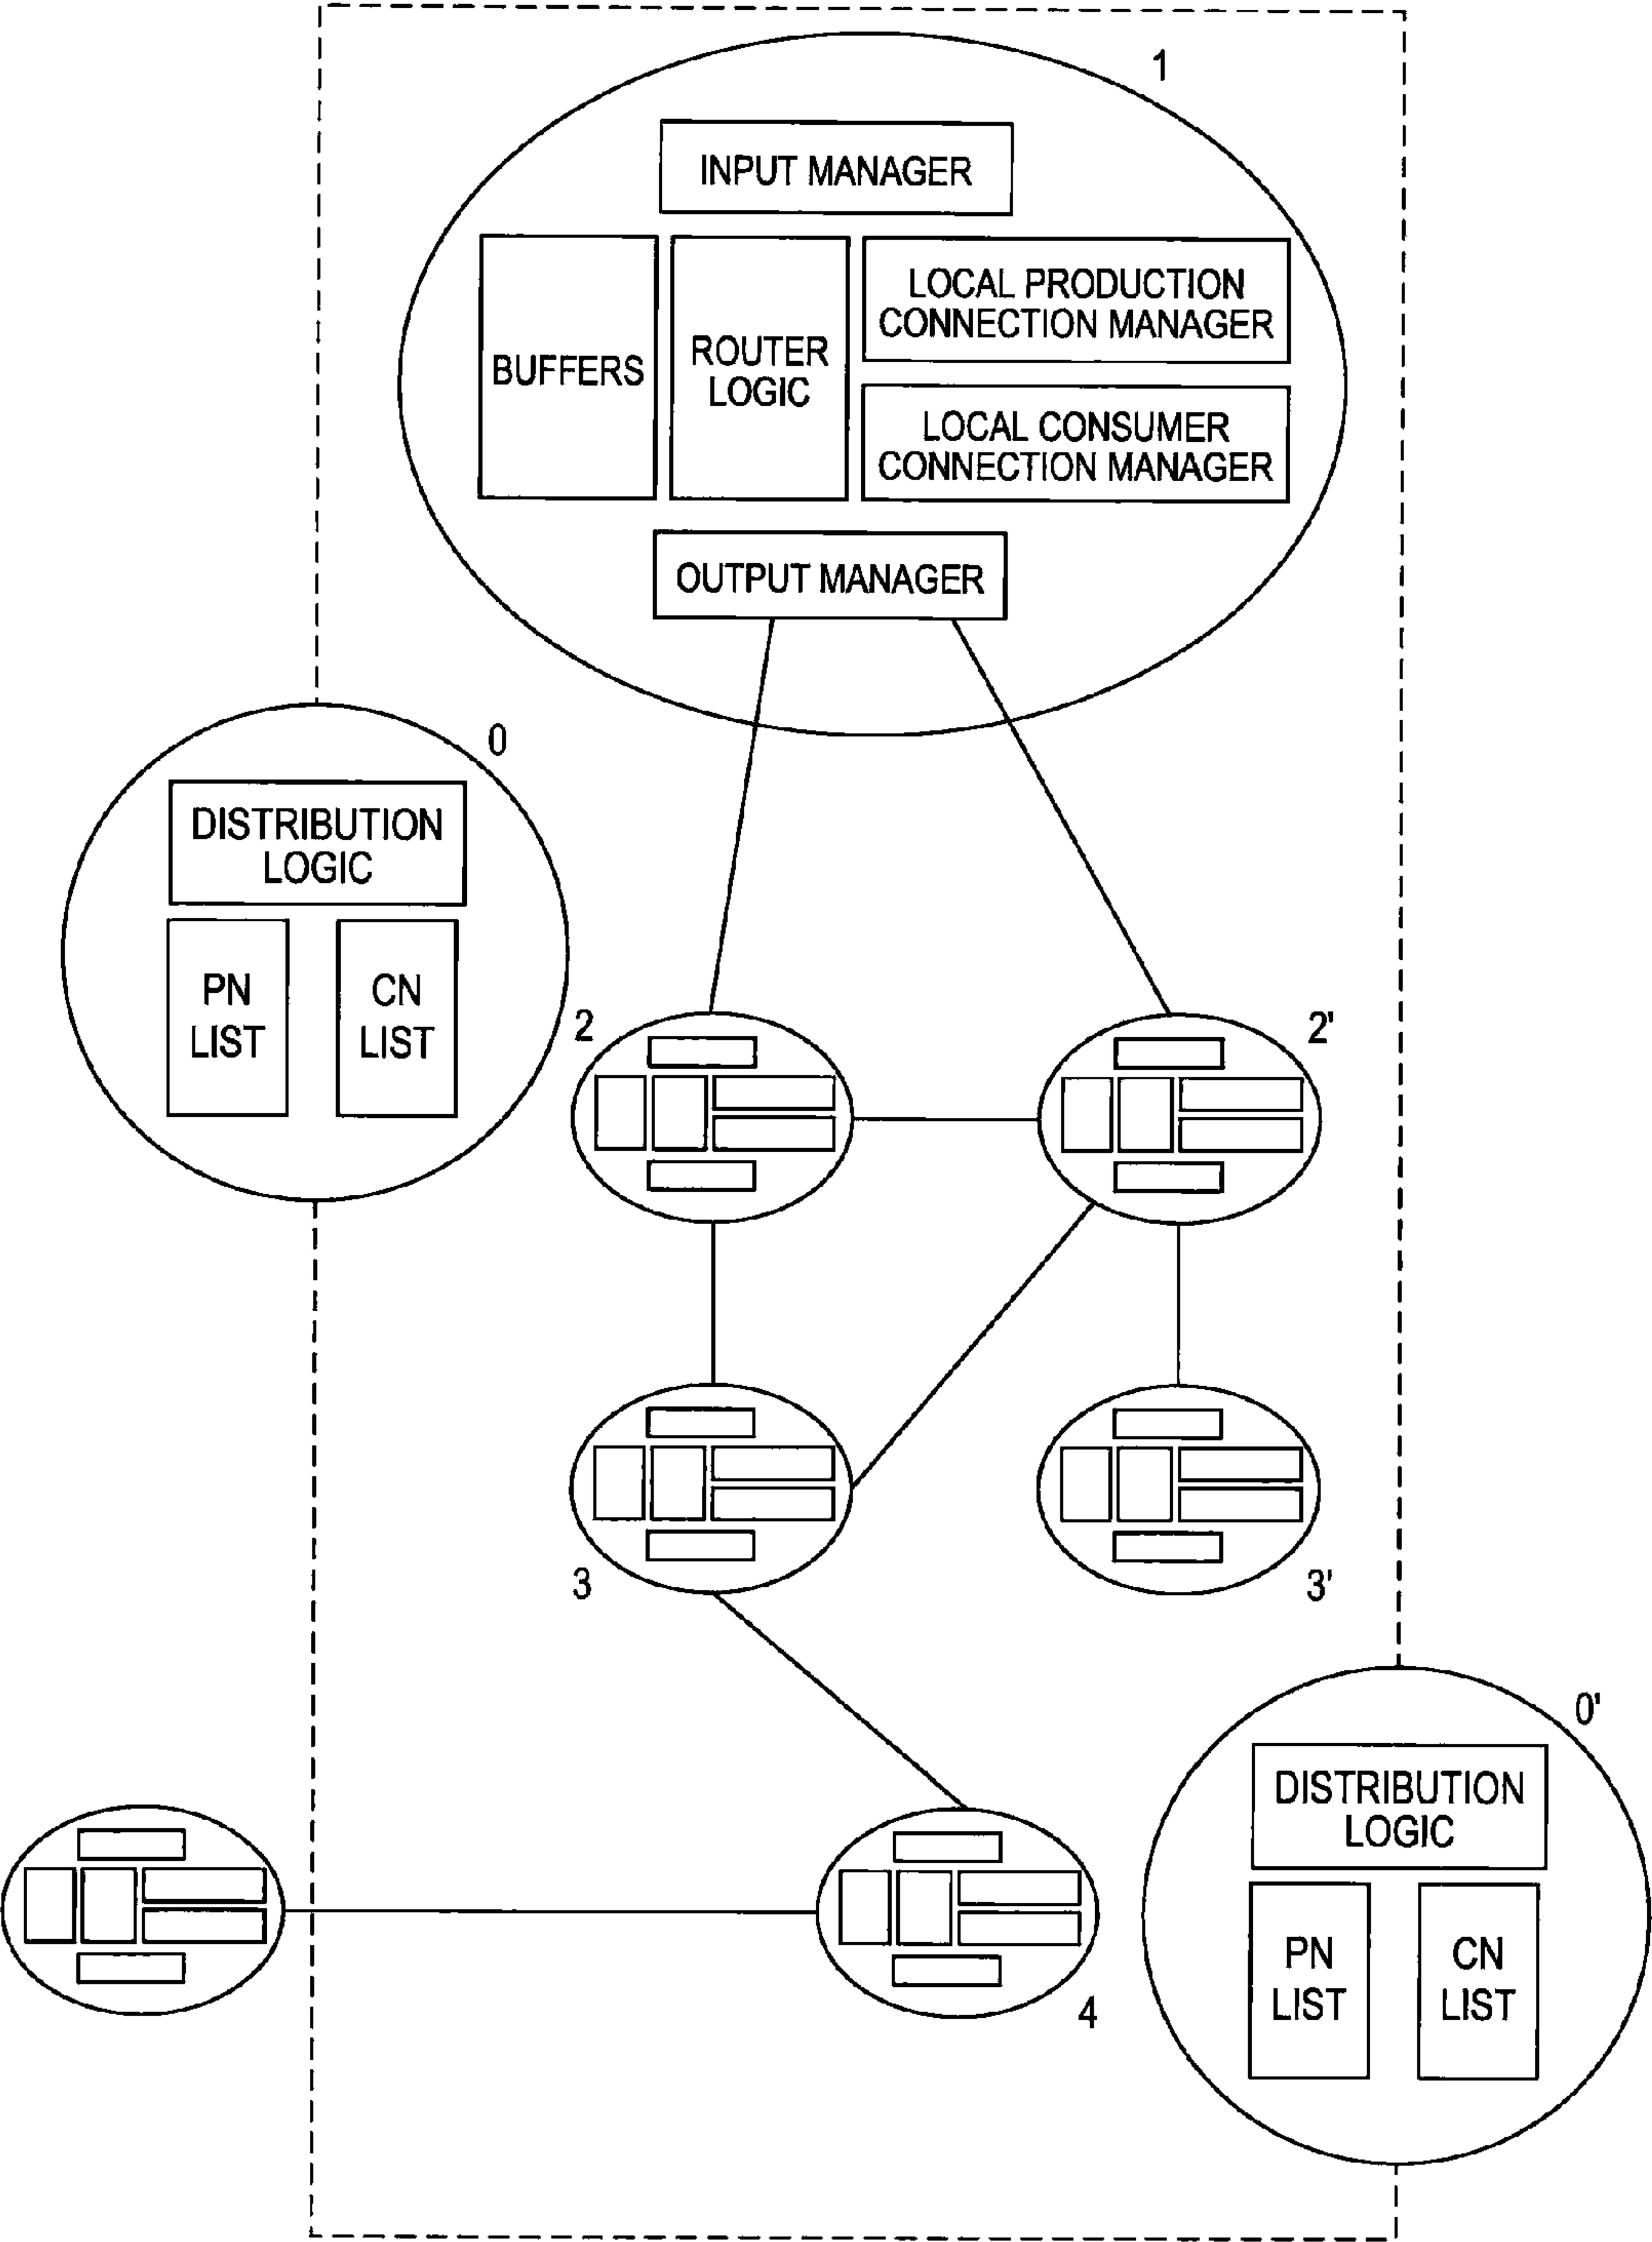 1
INPUT MANAGER
BUFFERS
ROUTER
LOGIC
LOCAL PRODUCTION
CONNECTION MANAGER
LOCAL CONSUMER
CONNECTION MANAGER
OUTPUT MANAGER
0
DISTRIBUTION
LOGIC
PN
LIST
CN
LIST
2
2'
3
3'
0'
DISTRIBUTION
LOGIC
PN
LIST
CN
LIST
4